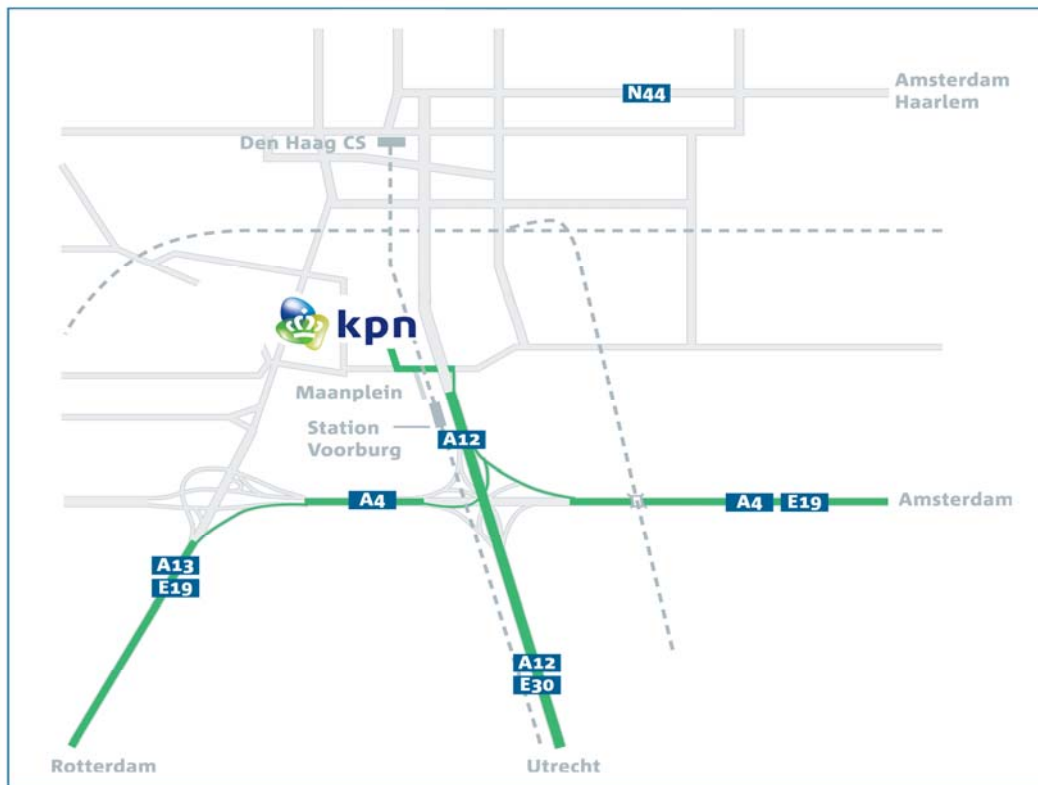 N44
Amsterdam
Haarlem
Den Haag CS
kpn
Maanplein
Station
Voorburg
A12
A4
A4 E19
Amsterdam
A13
E19
A12
E30
Rotterdam
Utrecht